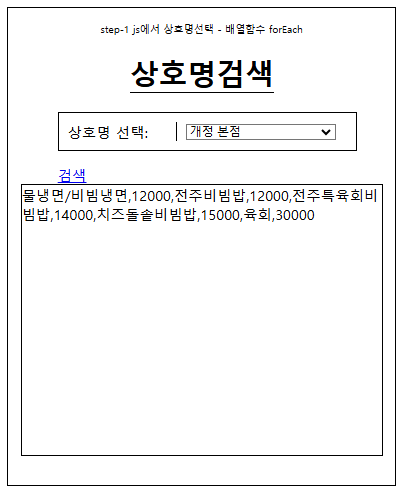 step-1 js에서 상호명선택 - 배열함수 forEach
상호명검색
상호명 선택:
개정 본점
검색
물냉면/비빔냉면,12000,전주비빔밥,12000,전주특육회비
빔밥,14000,치즈돌솥비빔밥,15000,육회,30000